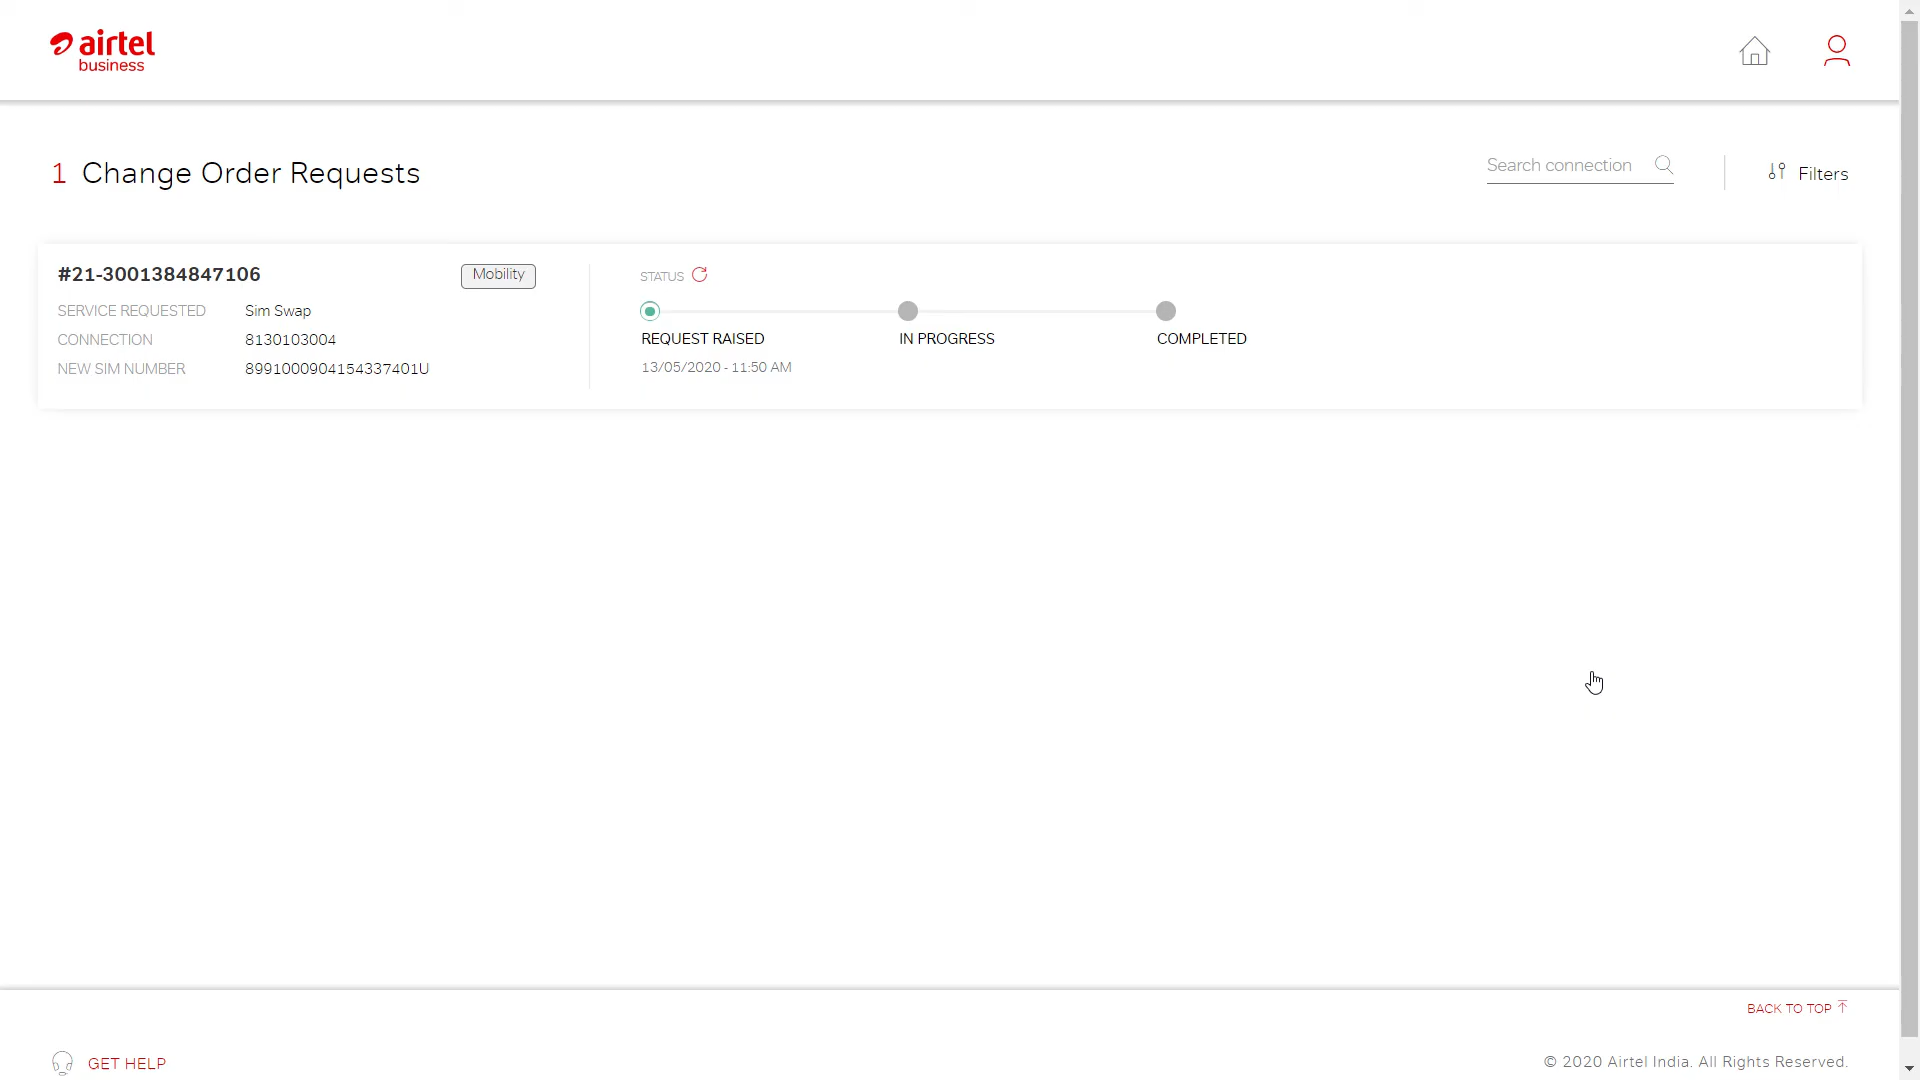 airtel
business
1 Change Order Requests
Search connection
Filters
#21-3001384847106
Mobility
SERVICE REQUESTED Sim Swap
CONNECTION 8130103004
NEW SIM NUMBER 8991000904154337401U
STATUS
REQUEST RAISED
13/05/2020 - 11:50 AM
IN PROGRESS
COMPLETED
BACK TO TOP
GET HELP
© 2020 Airtel India. All Rights Reserved.